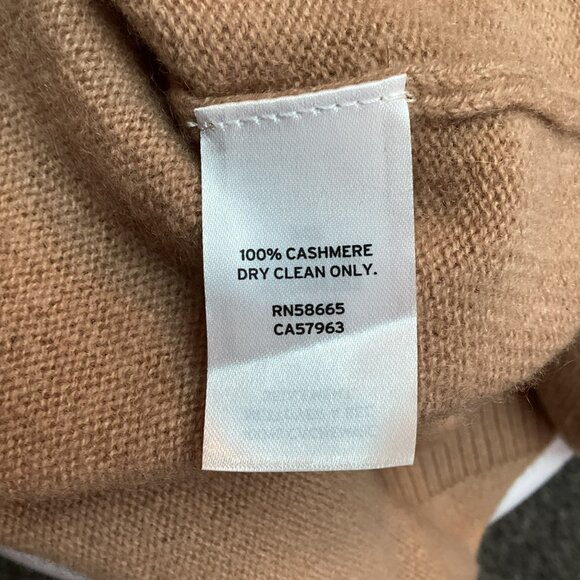 100% CASHMERE
DRY CLEAN ONLY.
RN58665
CA57963